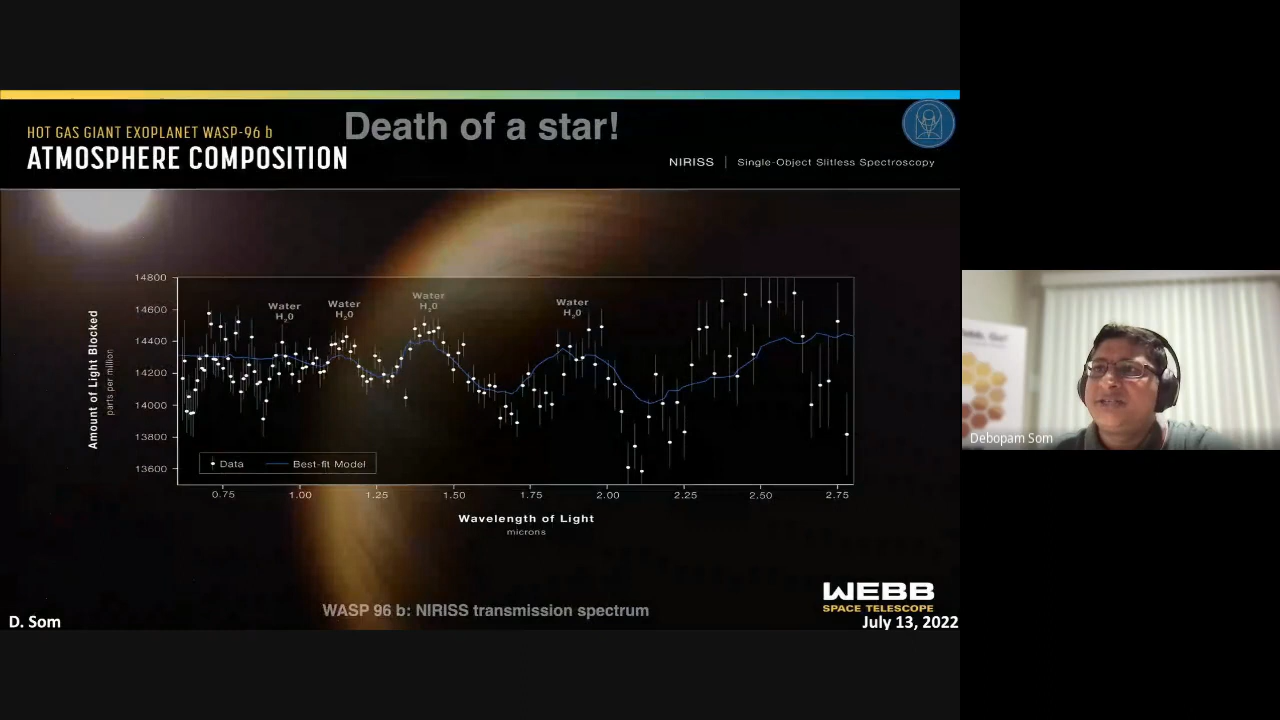 Death of a star!
HOT GAS GIANT EXOPLANET WASP-96 b
ATMOSPHERE COMPOSITION
NIRISS | Single-Object Slitless Spectroscopy
Amount of Light Blocked
parts per million
14800
14600
14400
14200
14000
13800
13600
Water
H₂O
Water
H₂O
Water
H₂O
Water
H₂O
Data
Best-fit Model
0.75 1.00 1.25 1.50 1.75 2.00 2.25 2.50 2.75
Wavelength of Light
microns
WASP 96 b: NIRISS transmission spectrum
WEBB
SPACE TELESCOPE
D. Som
July 13, 2022
Debopam Som